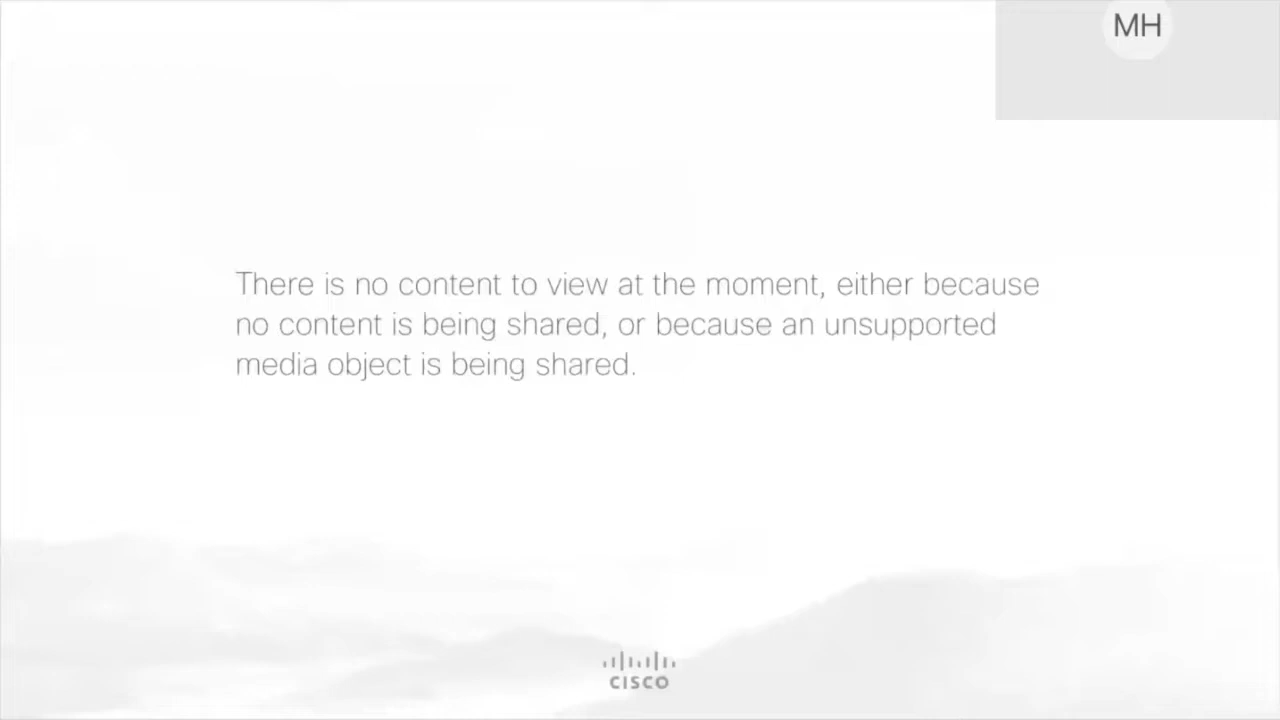 MH
There is no content to view at the moment, either because
no content is being shared, or because an unsupported
media object is being shared.
CISCO